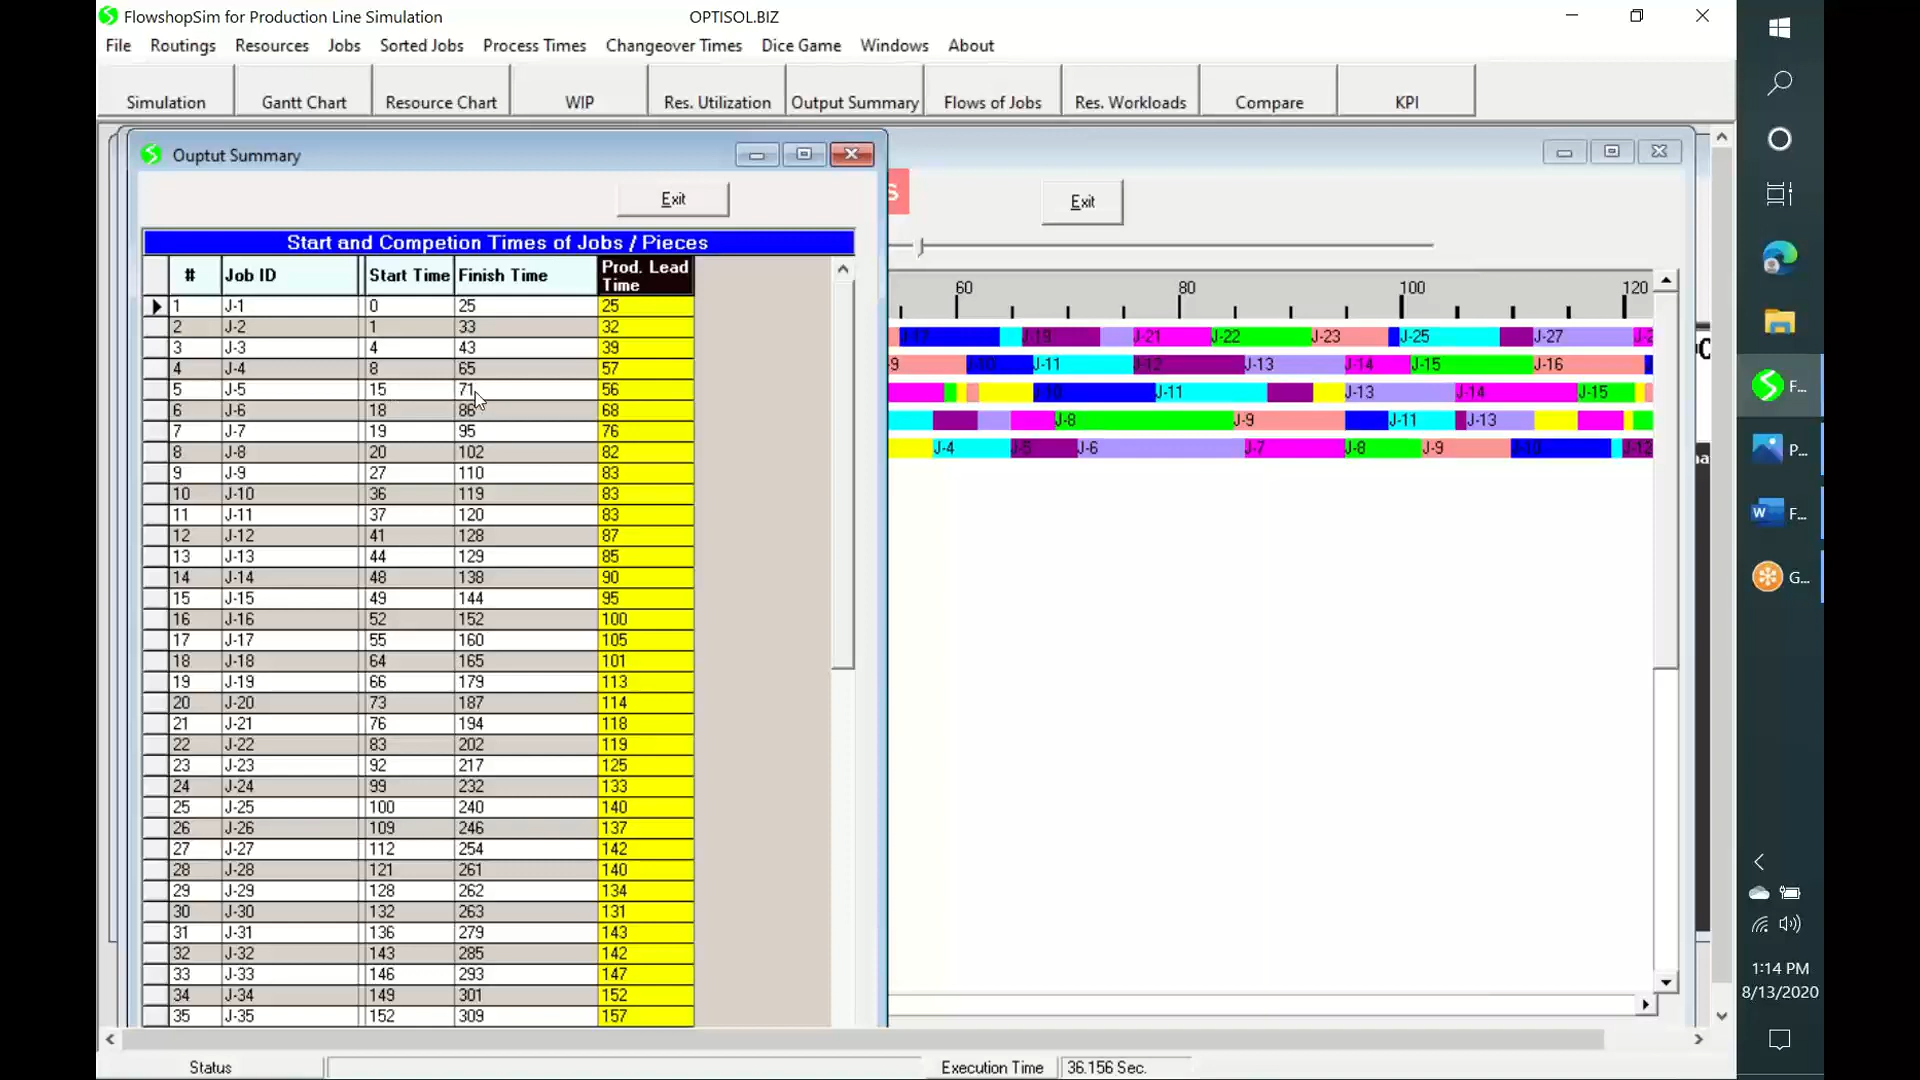 FlowshopSim for Production Line Simulation OPTISOL.BIZ
File Routings Resources Jobs Sorted Jobs Process Times Changeover Times Dice Game Windows About
Simulation Gantt Chart Resource Chart WIP Res. Utilization Output Summary Flows of Jobs Res. Workloads Compare KPI
Ouptut Summary
Exit
Start and Competion Times of Jobs / Pieces
# Job ID Start Time Finish Time Prod. Lead Time
1 J-1 0 25 25
2 J-2 1 33 32
3 J-3 4 43 39
4 J-4 8 65 57
5 J-5 15 71 56
6 J-6 18 86 68
7 J-7 19 95 76
8 J-8 20 102 82
9 J-9 27 110 83
10 J-10 36 119 83
11 J-11 37 120 83
12 J-12 41 128 87
13 J-13 44 129 85
14 J-14 48 138 90
15 J-15 49 144 95
16 J-16 52 152 100
17 J-17 55 160 105
18 J-18 64 165 101
19 J-19 66 179 113
20 J-20 73 187 114
21 J-21 76 194 118
22 J-22 83 202 119
23 J-23 92 217 125
24 J-24 99 232 133
25 J-25 100 240 140
26 J-26 109 246 137
27 J-27 112 254 142
28 J-28 121 261 140
29 J-29 128 262 134
30 J-30 132 263 131
31 J-31 136 279 143
32 J-32 143 285 142
33 J-33 146 293 147
34 J-34 149 301 152
35 J-35 152 309 157
S
Exit
60 80 100 120
J-17 J-19 J-21 J-22 J-23 J-25 J-27
J-10 J-11 J-12 J-13 J-14 J-15 J-16
J-10 J-11 J-13 J-14 J-15
J-8 J-9 J-11 J-13
J-4 J-5 J-6 J-7 J-8 J-9 J-10 J-12
Status Execution Time 36.156 Sec.
F...
P...
F...
G...
1:14 PM
8/13/2020